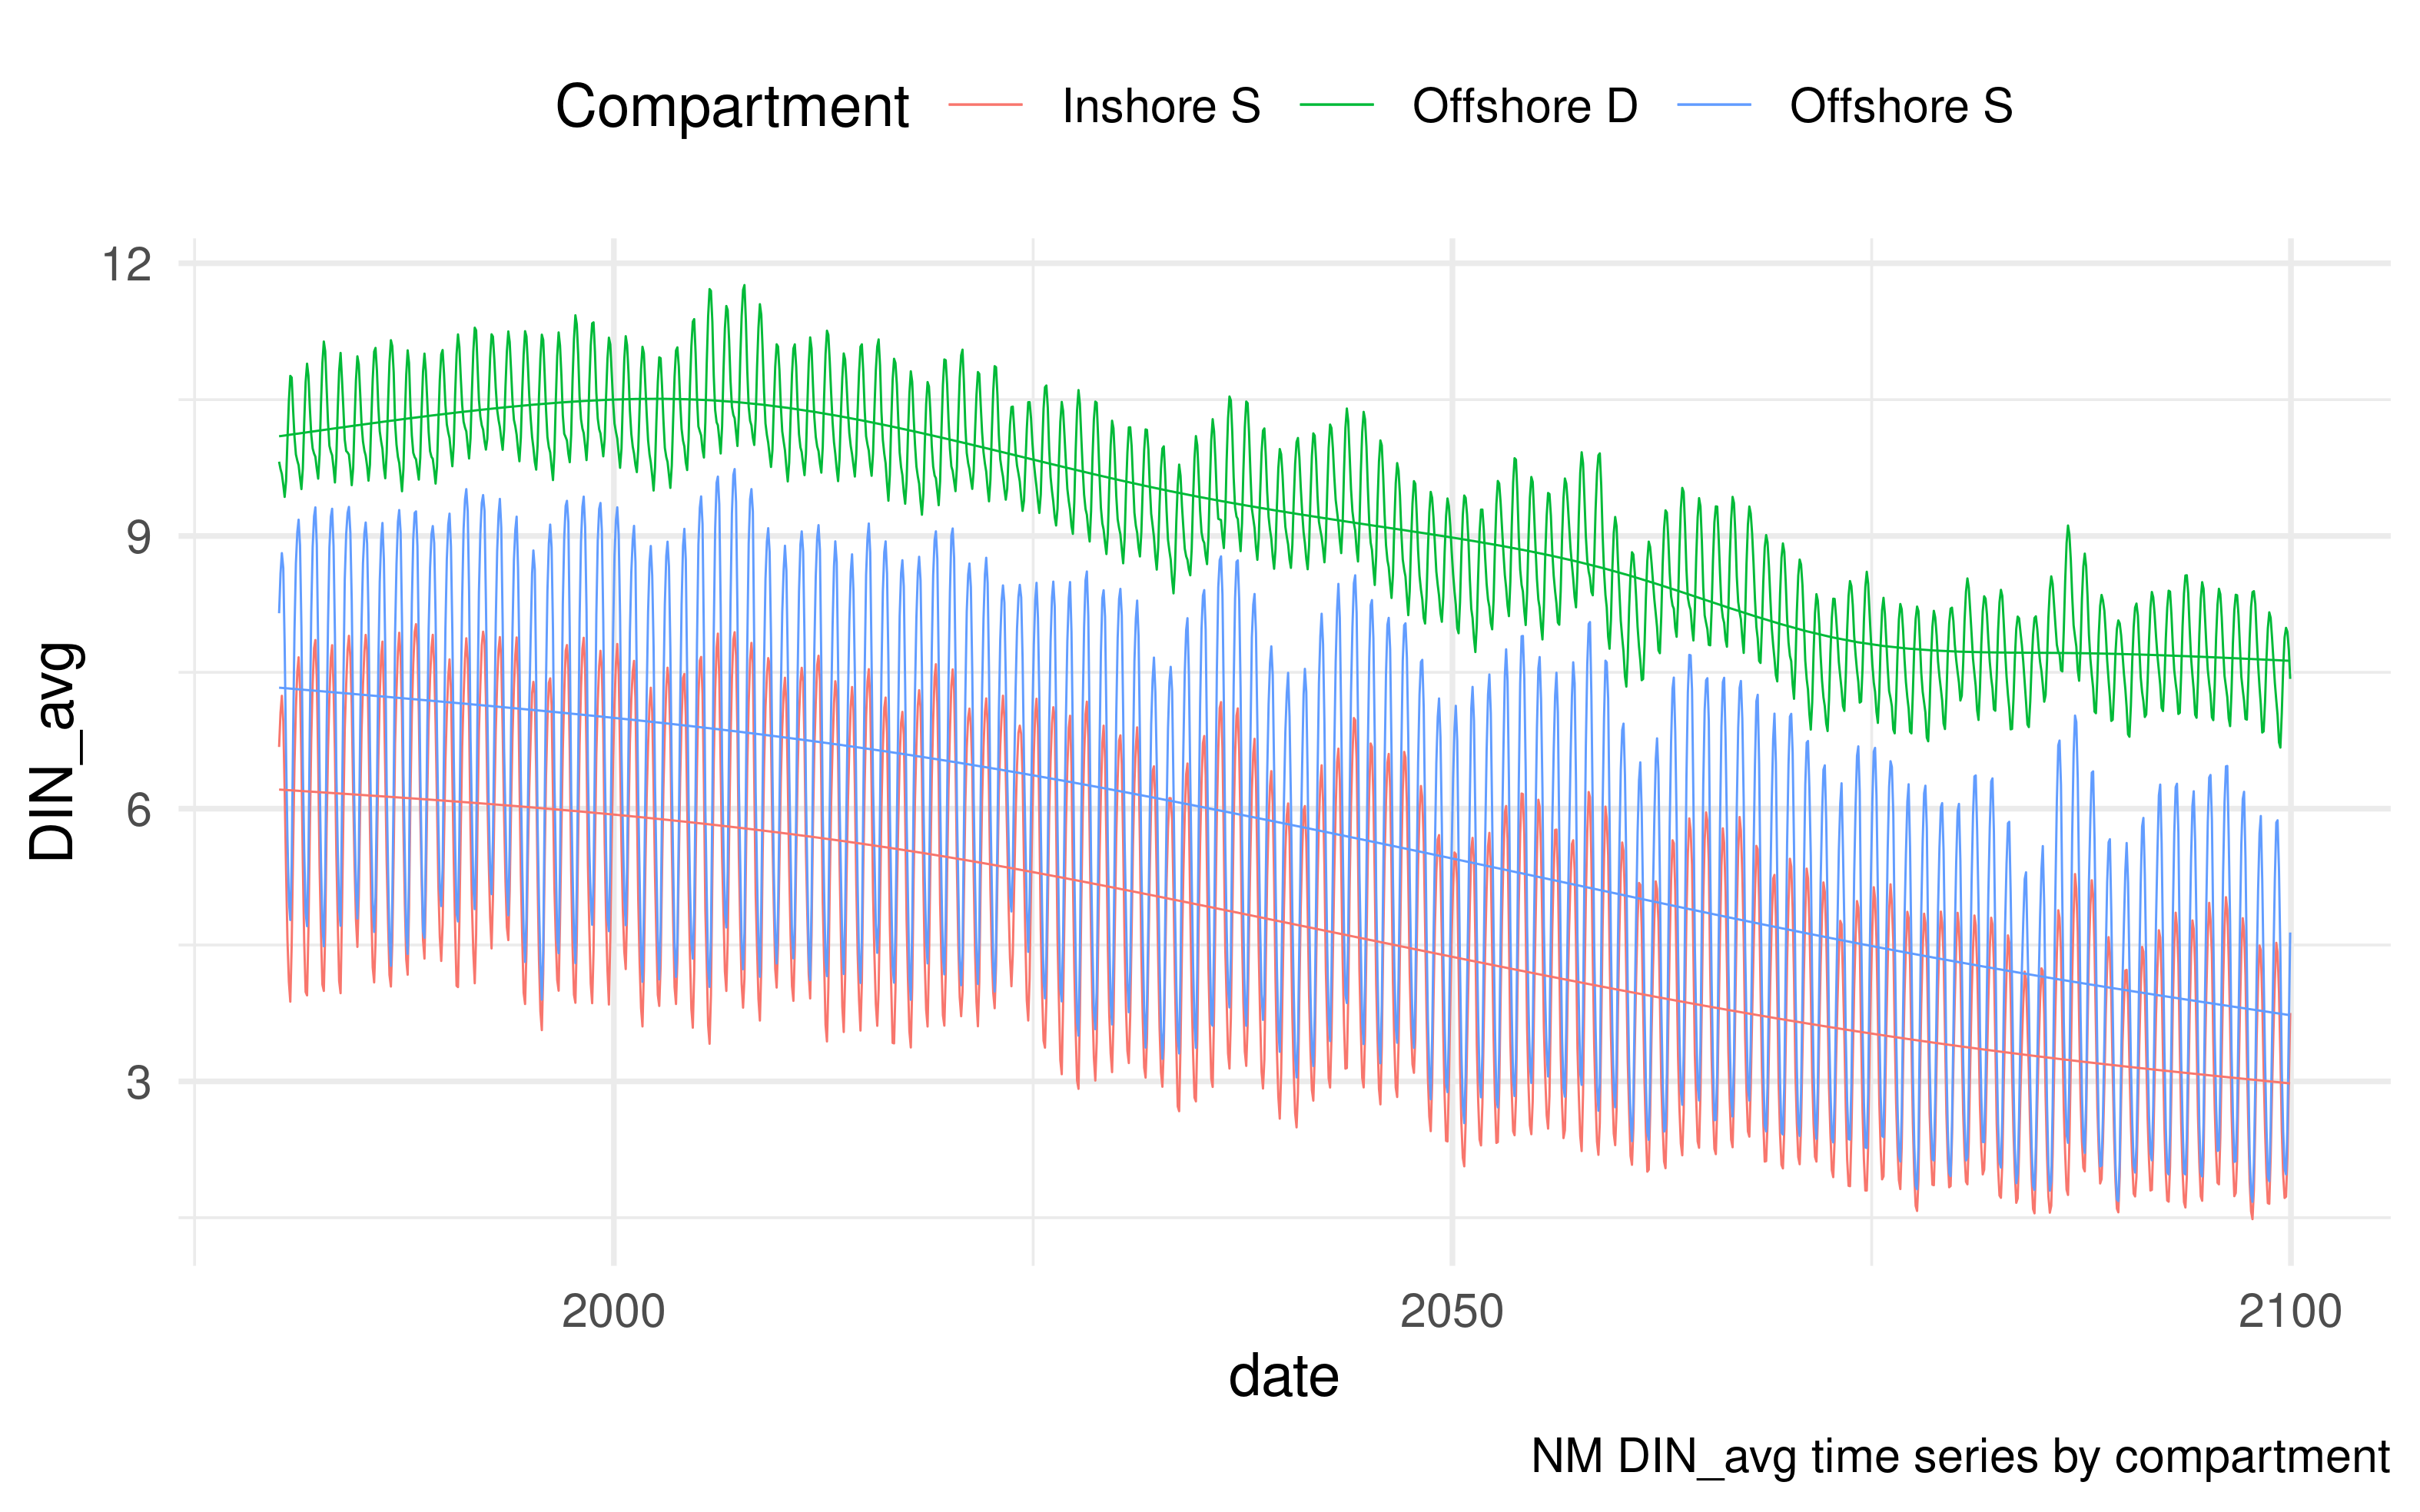 Compartment Inshore S Offshore D Offshore S
12
9
6
3
DIN_avg
2000 2050 2100
date
NM DIN_avg time series by compartment